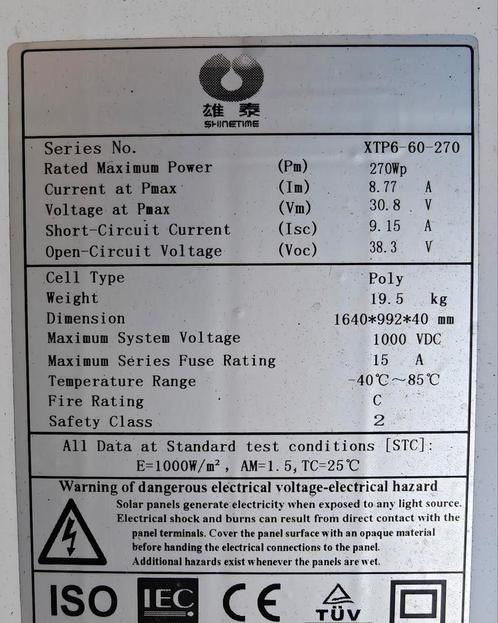 雄泰
SHINETIME
Series No. XTP6-60-270
Rated Maximum Power (Pm) 270Wp
Current at Pmax (Im) 8.77 A
Voltage at Pmax (Vm) 30.8 V
Short-Circuit Current (Isc) 9.15 A
Open-Circuit Voltage (Voc) 38.3 V
Cell Type Poly
Weight 19.5 kg
Dimension 1640*992*40 mm
Maximum System Voltage 1000 VDC
Maximum Series Fuse Rating 15 A
Temperature Range -40℃~85℃
Fire Rating C
Safety Class 2
All Data at Standard test conditions [STC]:
E=1000W/m², AM=1.5, TC=25℃
Warning of dangerous electrical voltage-electrical hazard
Solar panels generate electricity when exposed to any light source.
Electrical shock and burns can result from direct contact with the
panel terminals. Cover the panel surface with an opaque material
before handing the electrical connections to the panel.
Additional hazards exist whenever the panels are wet.
ISO IEC CE TÜV